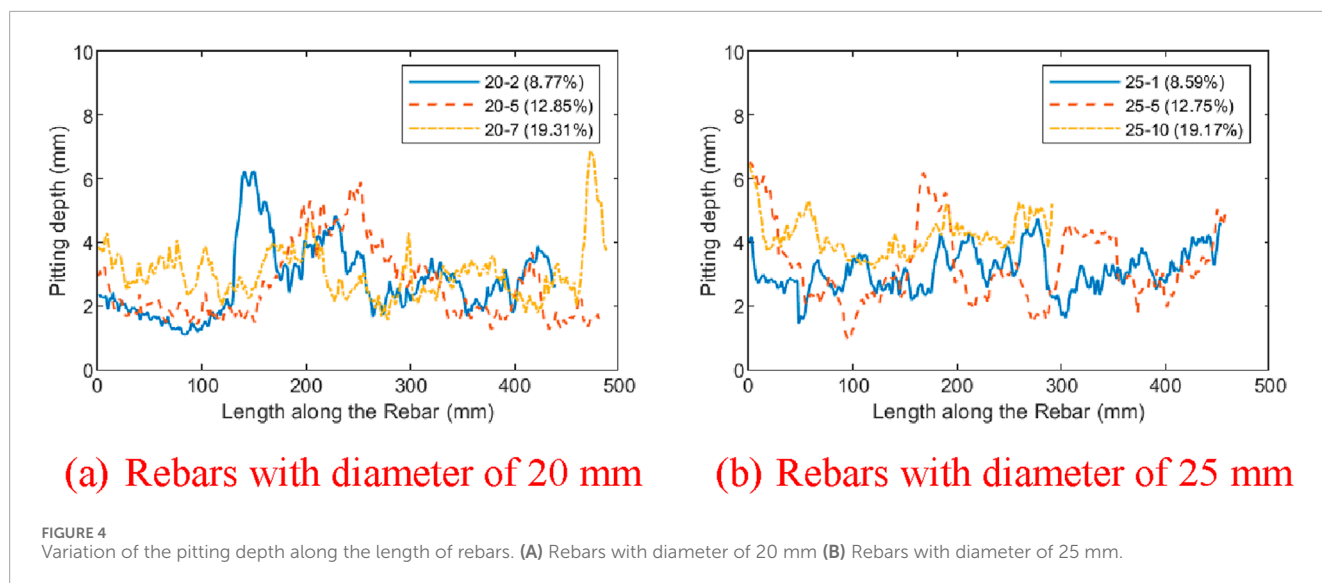 10
8
6
4
2
0
Pitting depth (mm)
20-2 (8.77%)
20-5 (12.85%)
20-7 (19.31%)
0 100 200 300 400 500
Length along the Rebar (mm)
(a) Rebars with diameter of 20 mm
10
8
6
4
2
0
Pitting depth (mm)
25-1 (8.59%)
25-5 (12.75%)
25-10 (19.17%)
0 100 200 300 400 500
Length along the Rebar (mm)
(b) Rebars with diameter of 25 mm
FIGURE 4
Variation of the pitting depth along the length of rebars. (A) Rebars with diameter of 20 mm (B) Rebars with diameter of 25 mm.